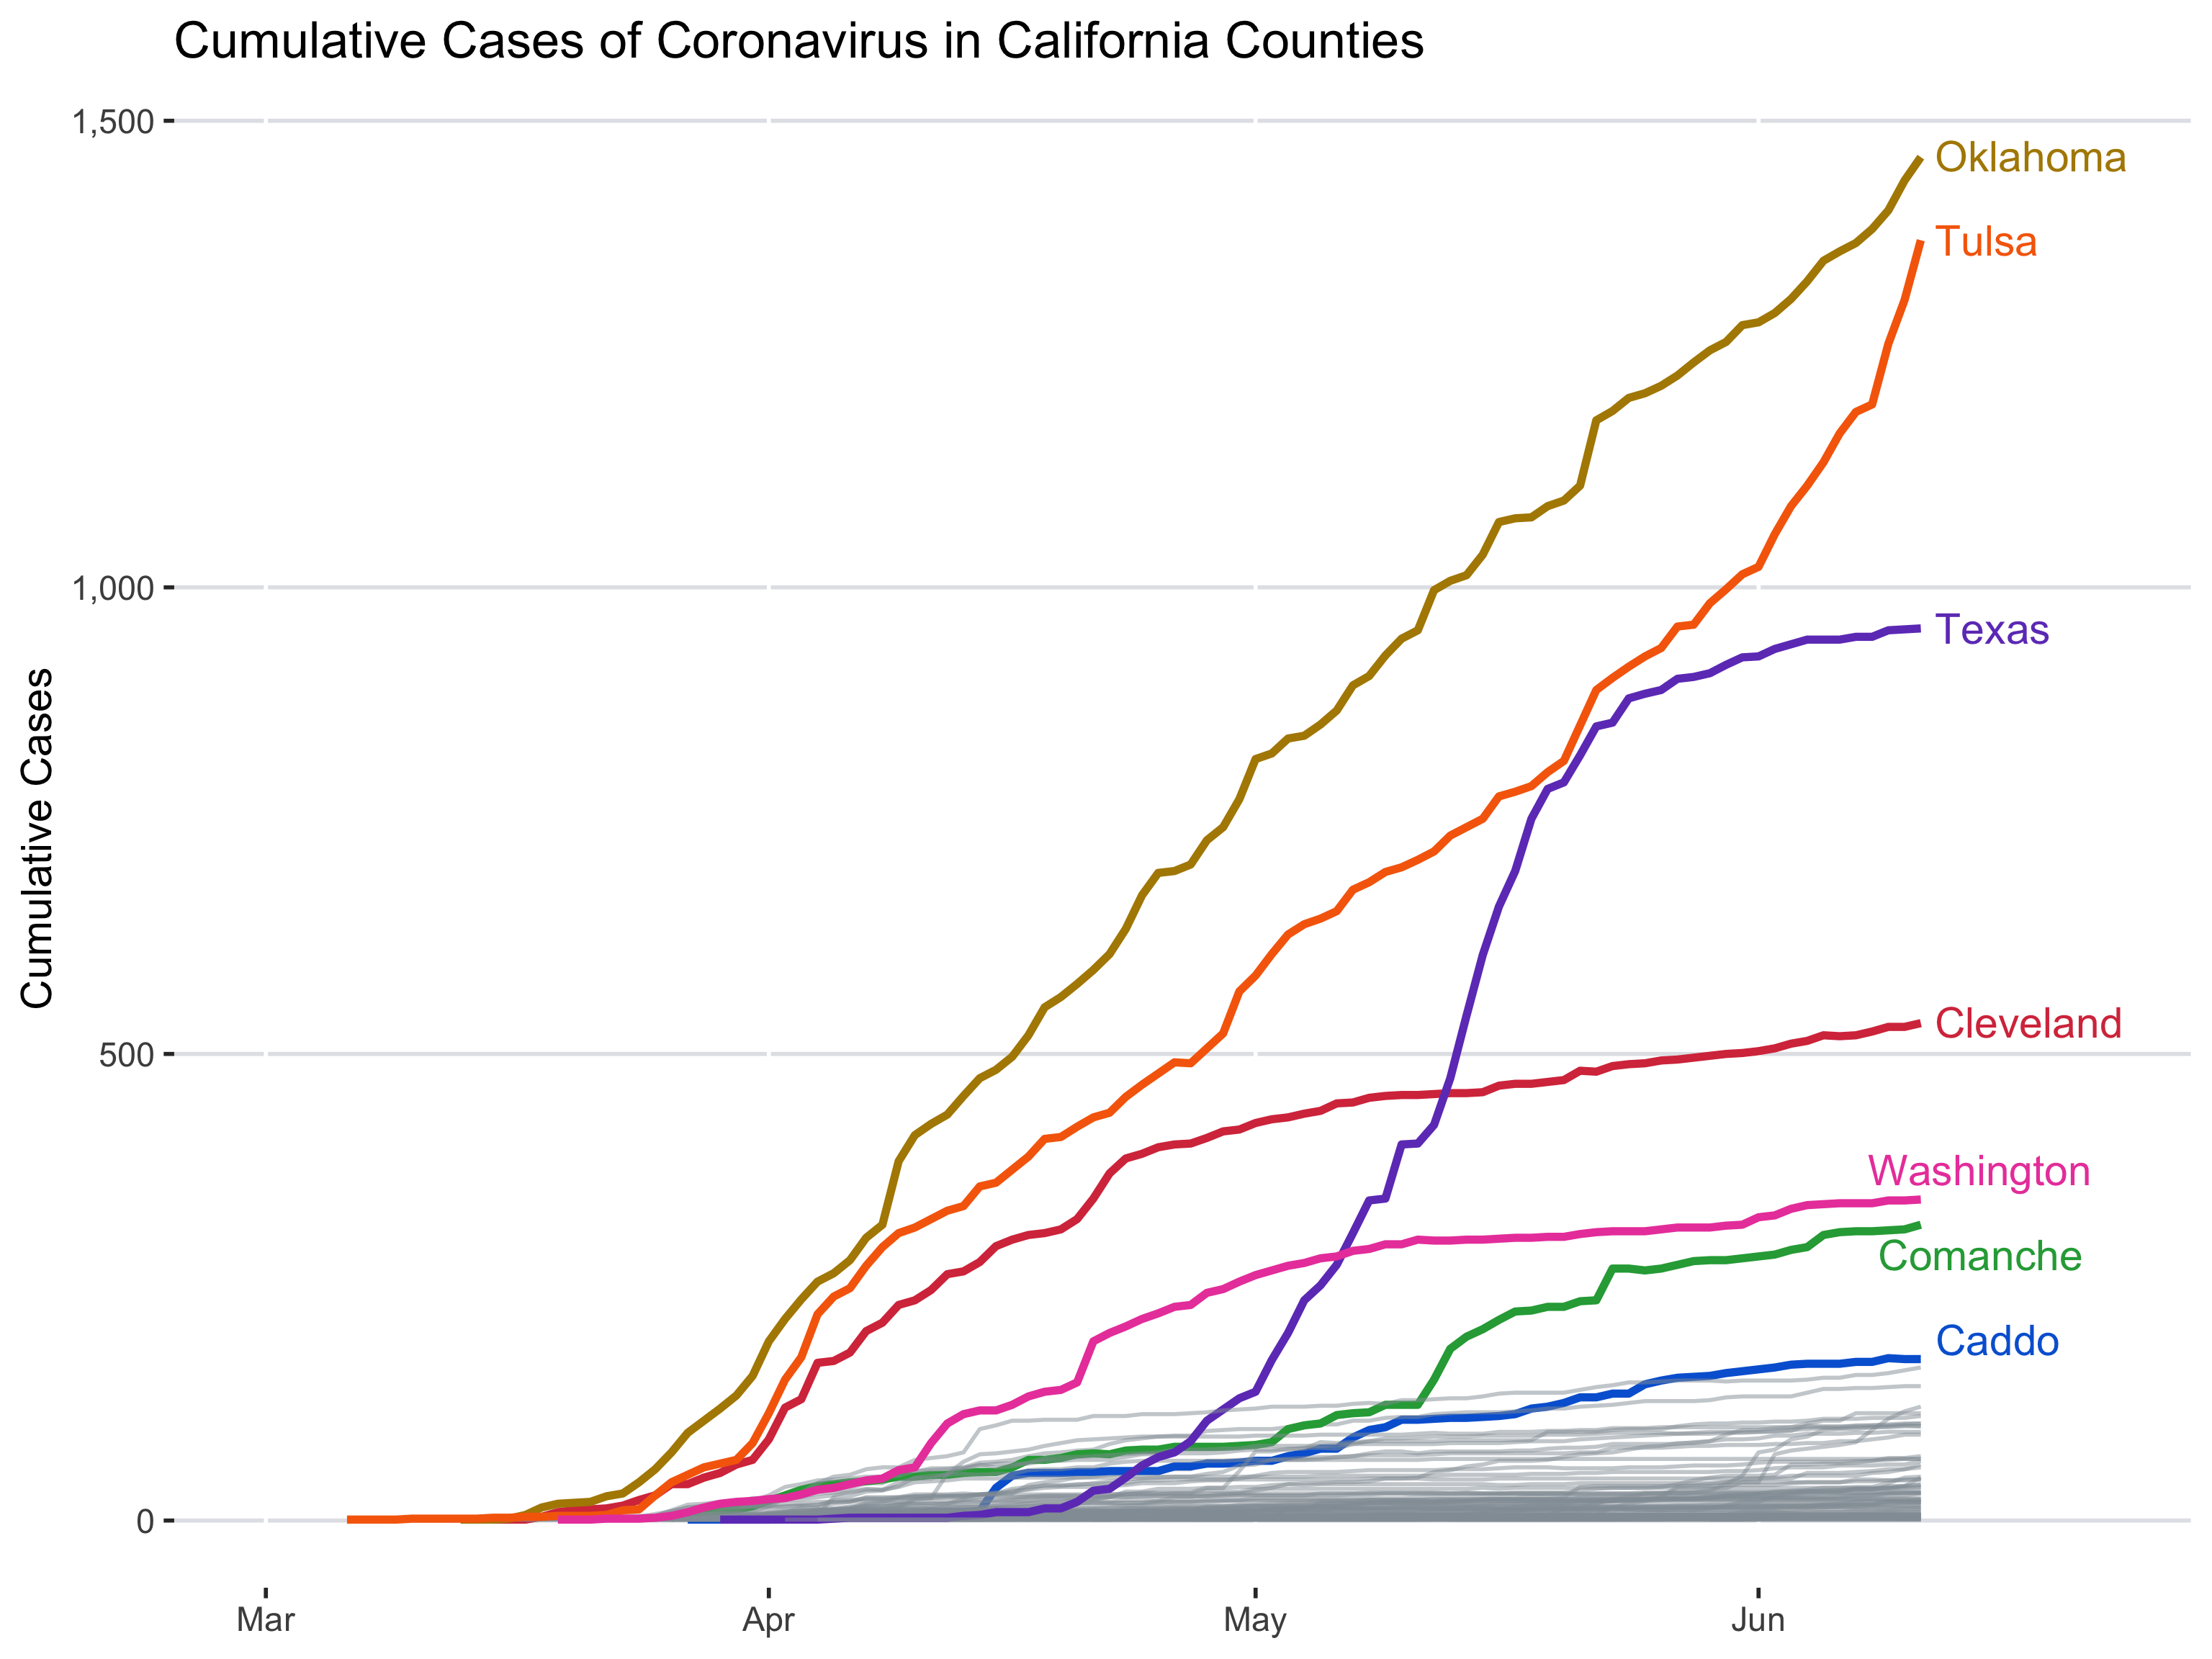 Cumulative Cases of Coronavirus in California Counties
1,500
Oklahoma
Tulsa
1,000
Texas
Cumulative Cases
500
Cleveland
Washington
Comanche
Caddo
0
Mar
Apr
May
Jun